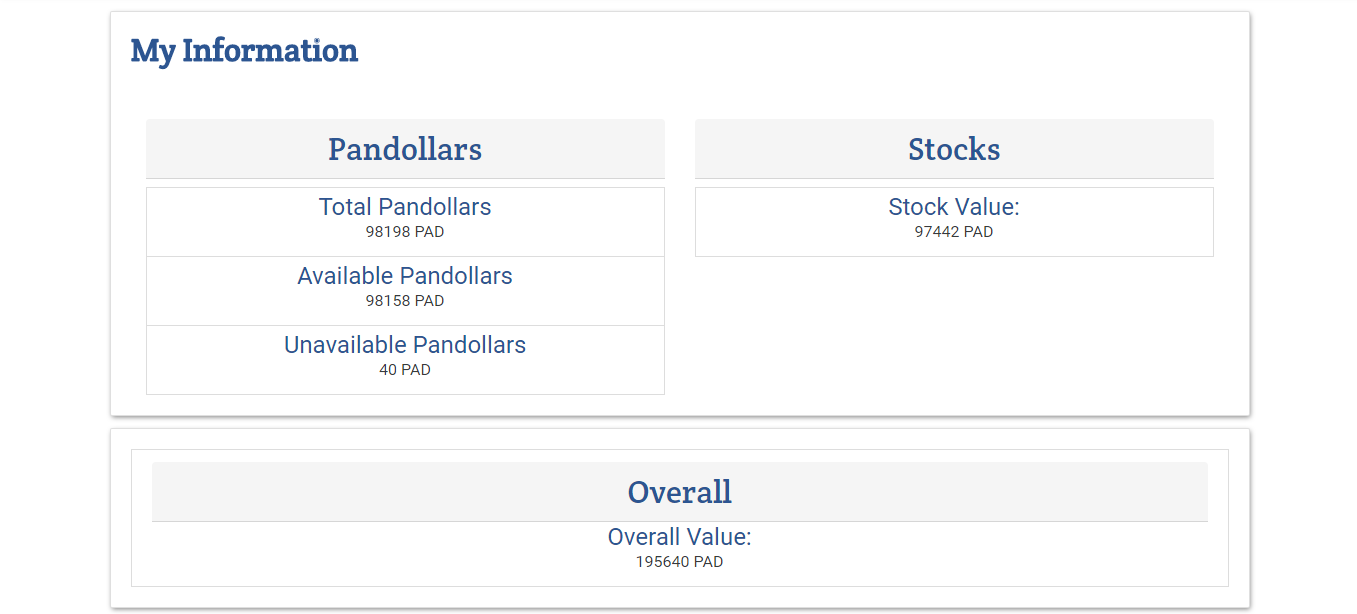 My Information
Pandollars
Total Pandollars
98198 PAD
Available Pandollars
98158 PAD
Unavailable Pandollars
40 PAD
Stocks
Stock Value:
97442 PAD
Overall
Overall Value:
195640 PAD